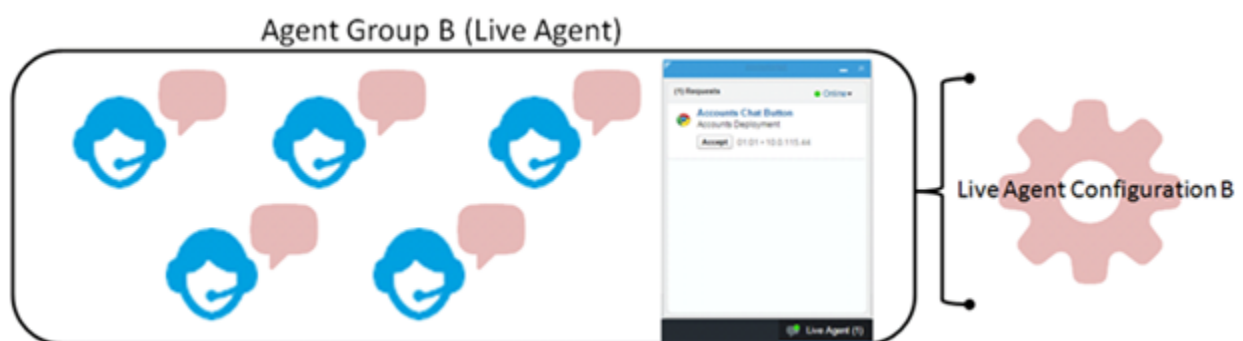 Agent Group B (Live Agent)
(1) Requests
Online
Accounts Chat Button
Accounts Deployment
Accept 01:01 • 10.0.115.44
Live Agent Configuration B
Live Agent (1)